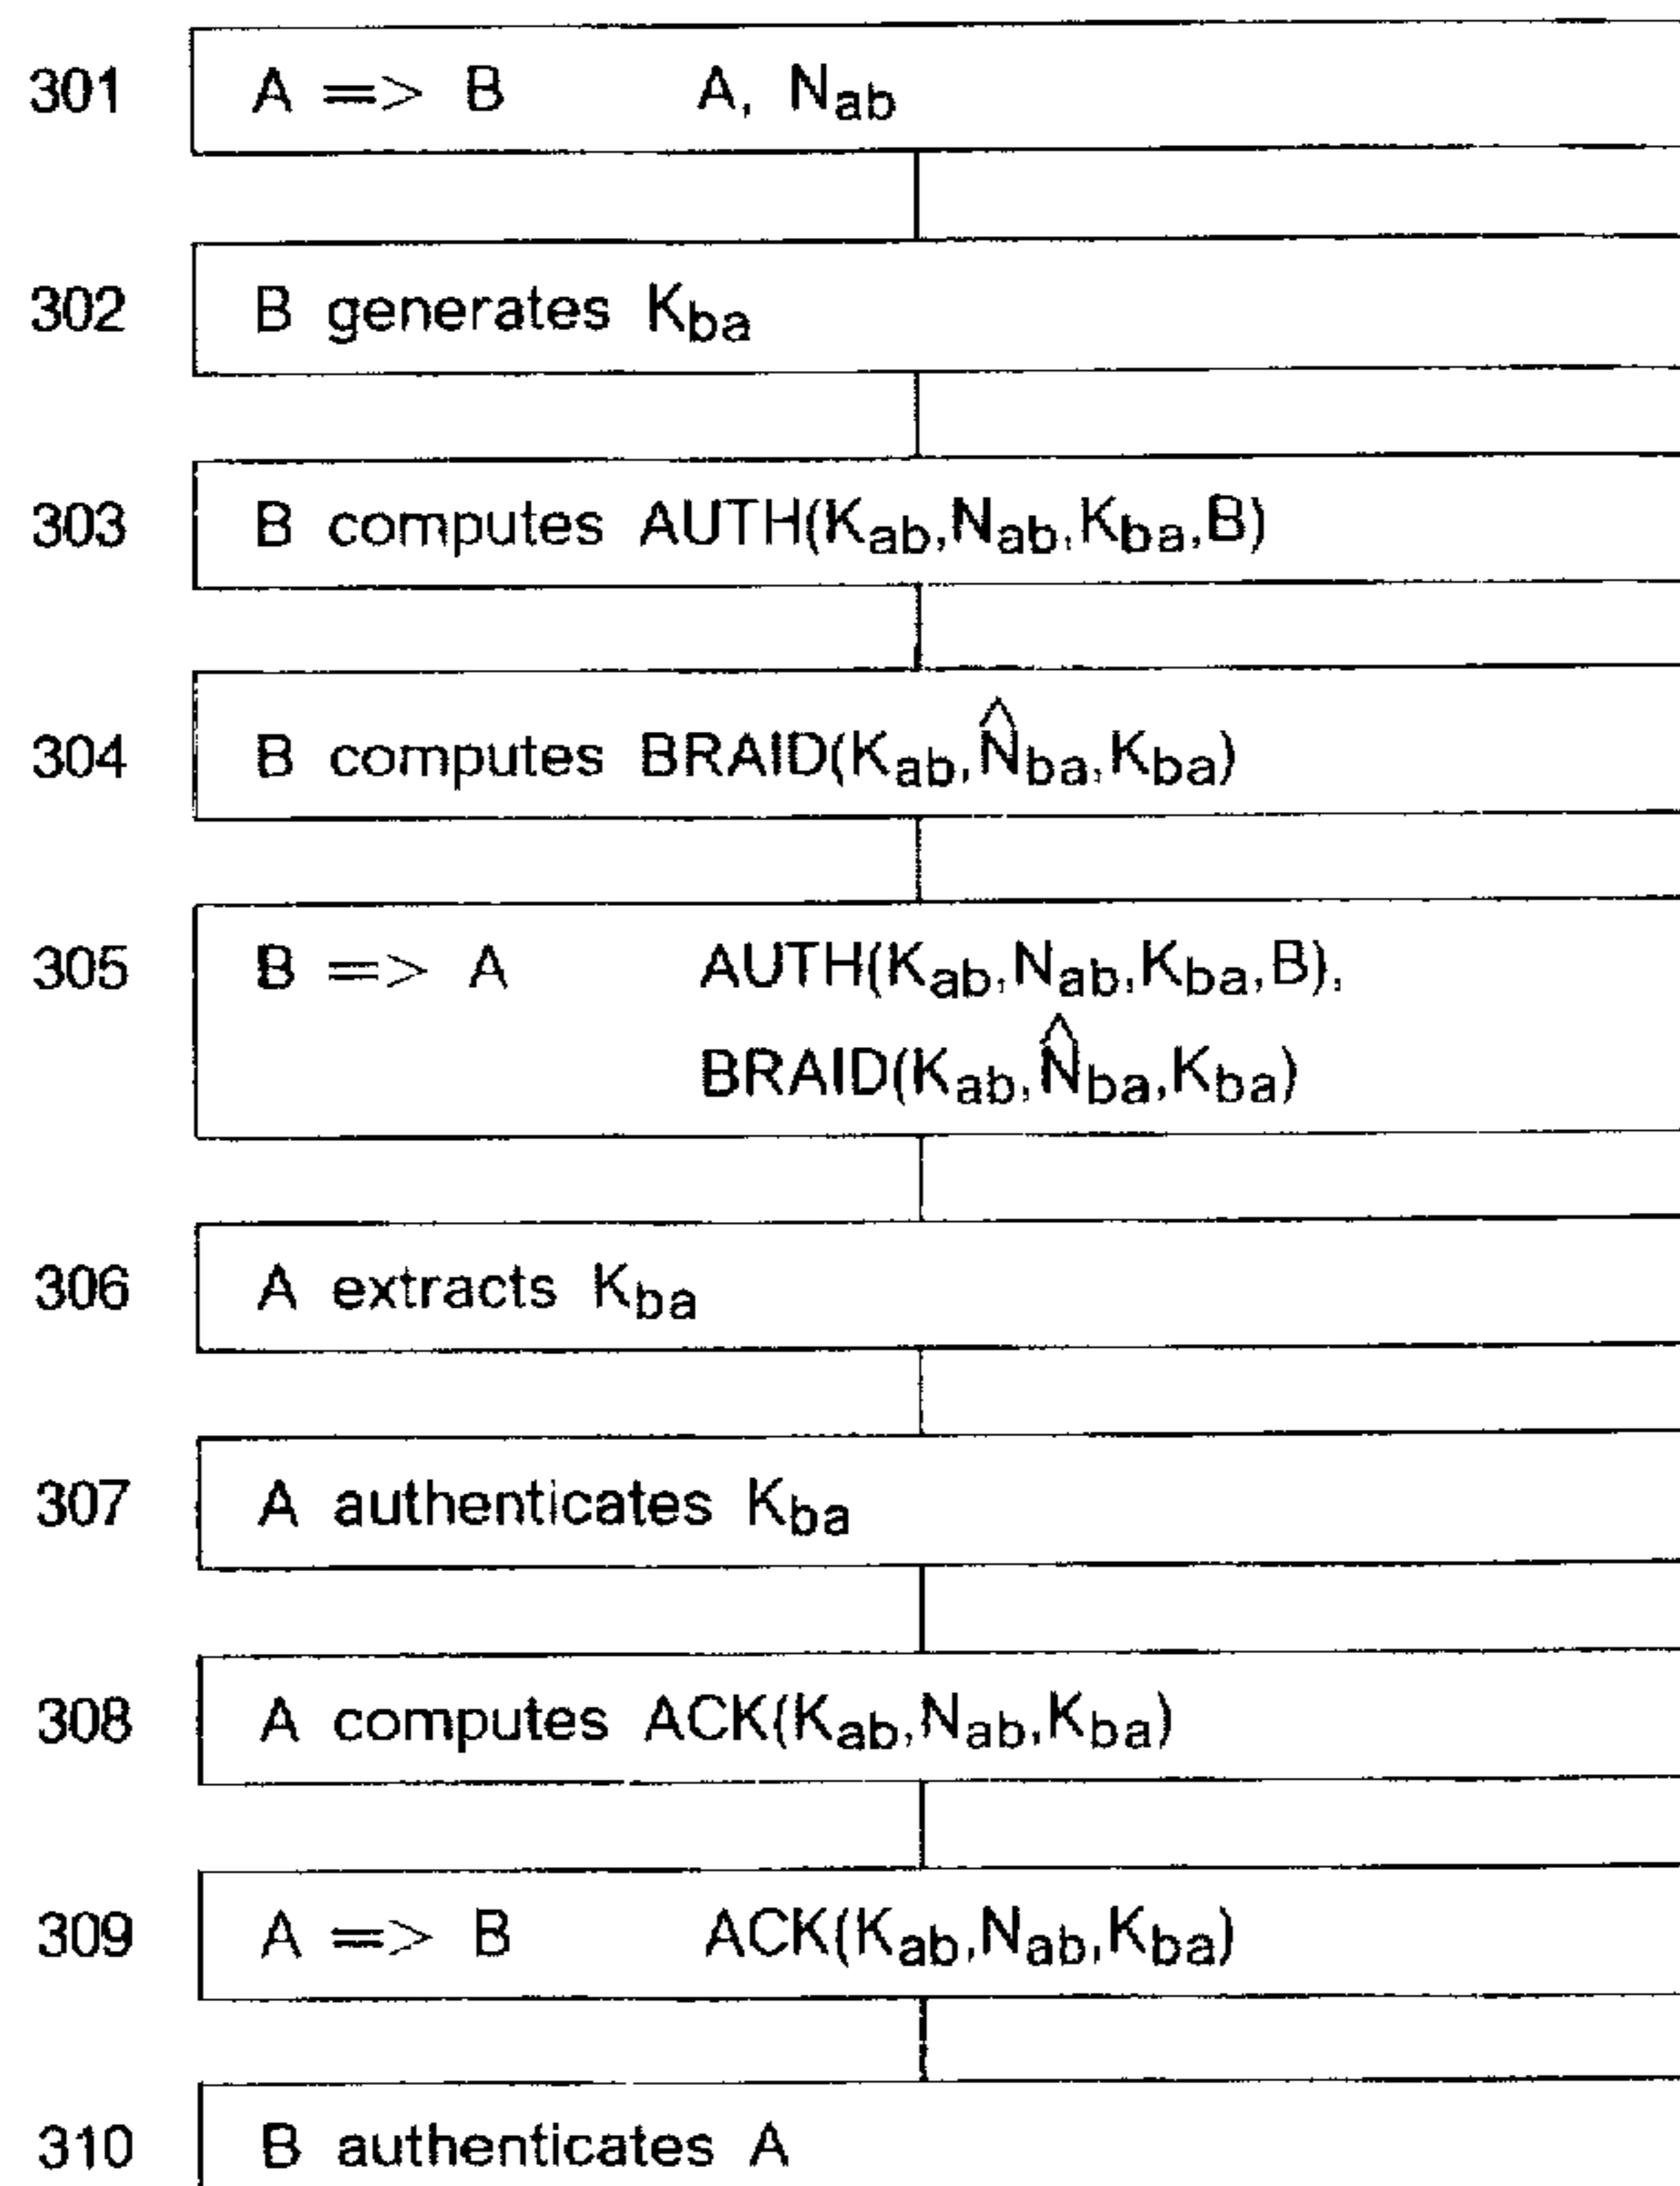 301 A => B A, Nab
302 B generates Kba
303 B computes AUTH(Kab,Nab,Kba,B)
304 B computes BRAID(Kab,N̂ba,Kba)
305 B => A AUTH(Kab,Nab,Kba,B),
BRAID(Kab,N̂ba,Kba)
306 A extracts Kba
307 A authenticates Kba
308 A computes ACK(Kab,Nab,Kba)
309 A => B ACK(Kab,Nab,Kba)
310 B authenticates A